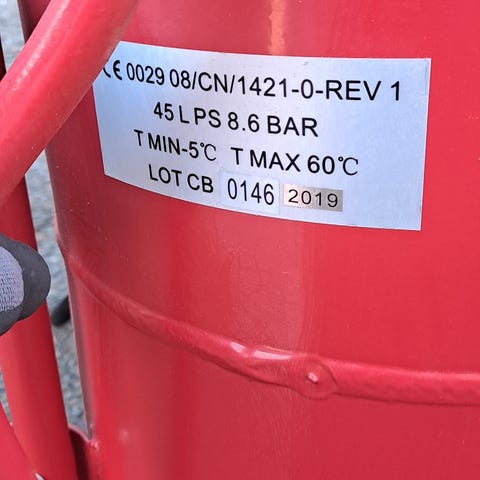 CE 0029 08/CN/1421-0-REV 1
45 L PS 8.6 BAR
T MIN-5℃ T MAX 60℃
LOT CB 0146 2019